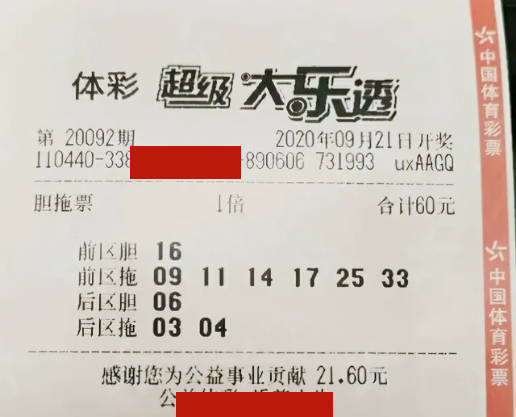 体彩 超级大乐透
第 20092期 2020年09月21日开奖
110440-338 -890606 731993 uxAAGQ
胆拖票 1倍 合计60元
前区胆 16
前区拖 09 11 14 17 25 33
后区胆 06
后区拖 03 04
感谢您为公益事业贡献 21.60元
中国体育彩票
中国体育彩票